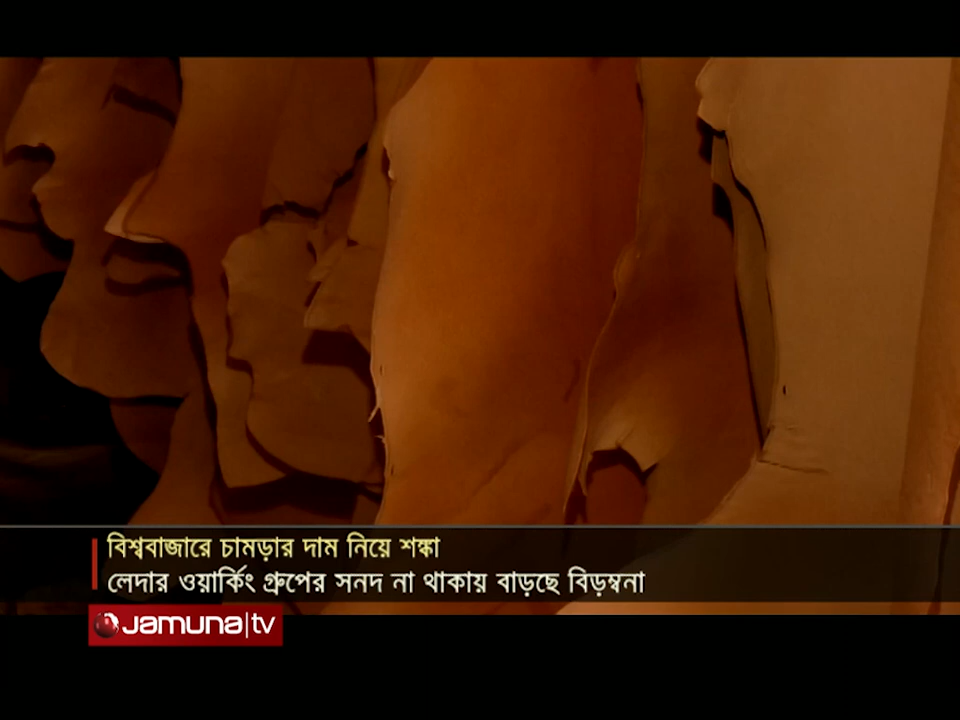 বিশ্ববাজারে চামড়ার দাম নিয়ে শঙ্কা
লেদার ওয়ার্কিং গ্রুপের সনদ না থাকায় বাড়ছে বিড়ম্বনা
Jamuna|tv